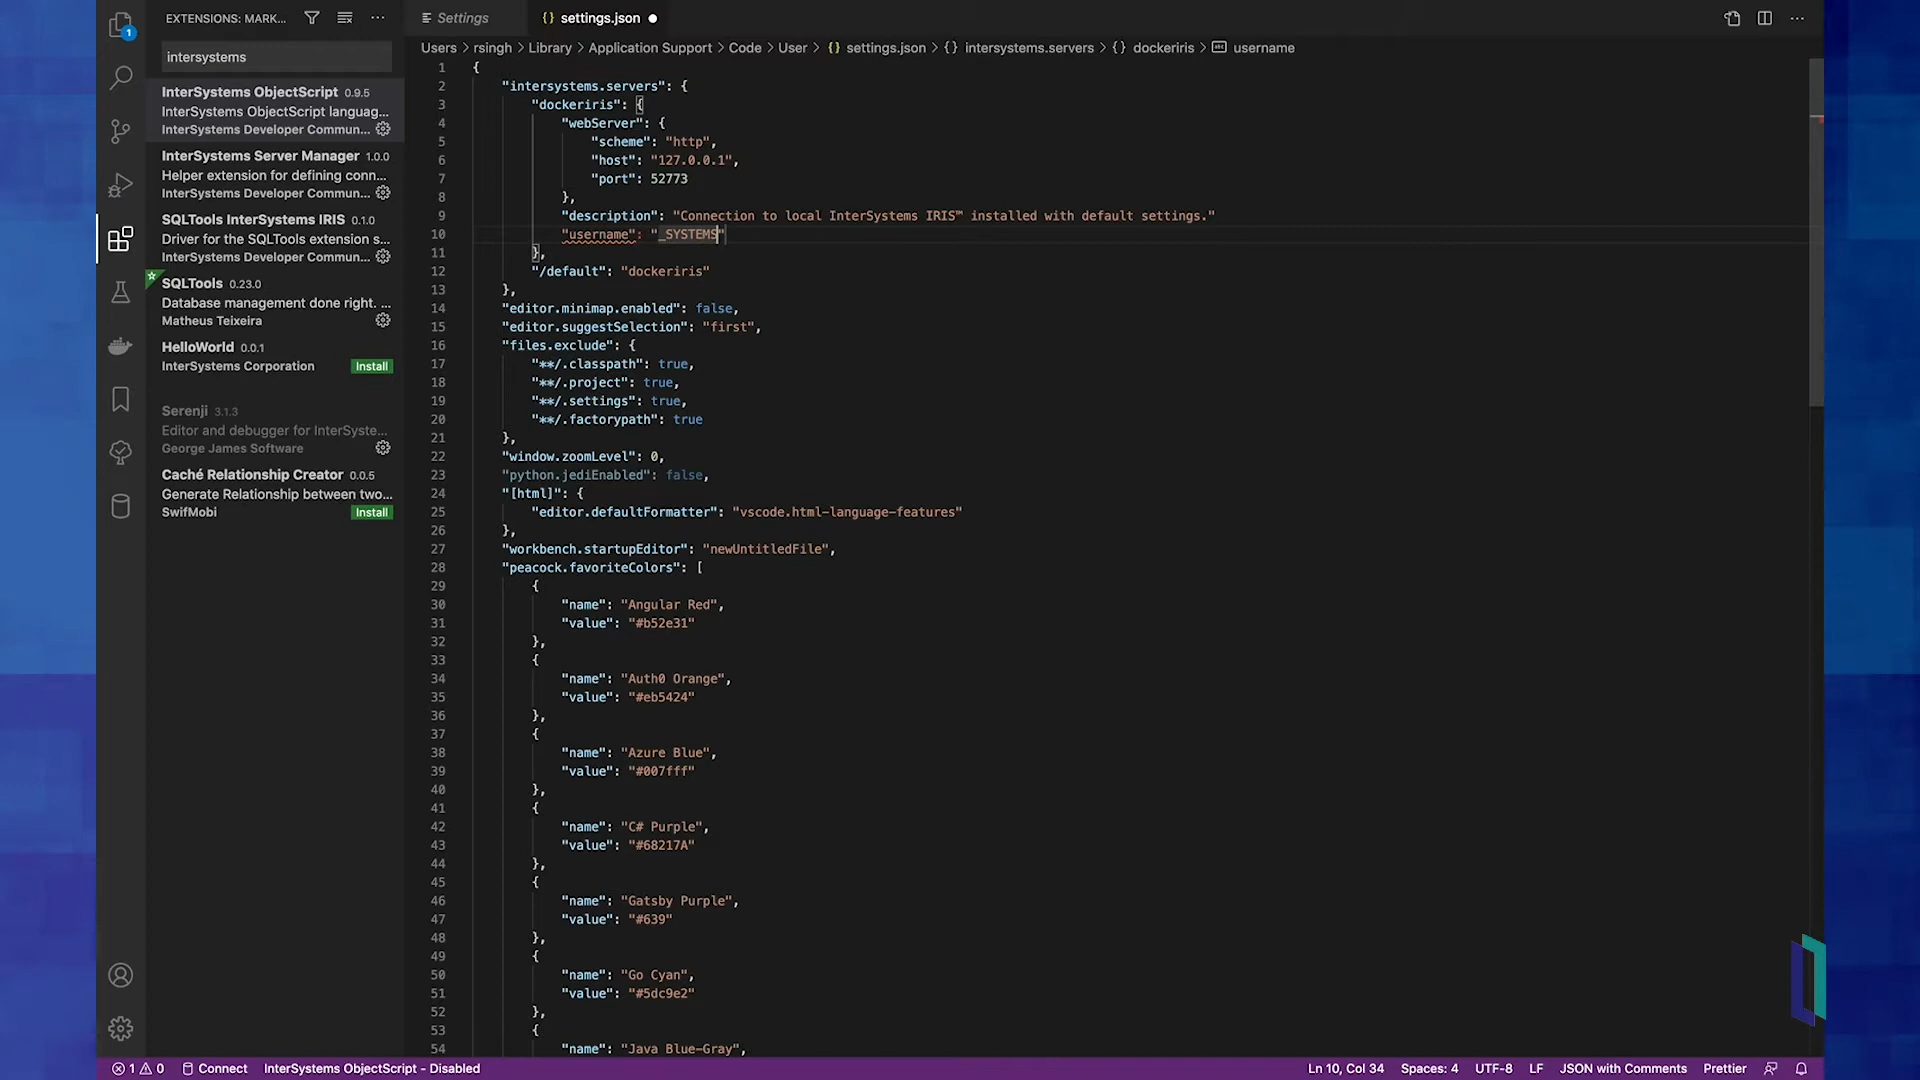 EXTENSIONS: MARK...
intersystems
InterSystems ObjectScript 0.9.5
InterSystems ObjectScript languag...
InterSystems Developer Commun...
InterSystems Server Manager 1.0.0
Helper extension for defining conn...
InterSystems Developer Commun...
SQLTools InterSystems IRIS 0.1.0
Driver for the SQLTools extension s...
InterSystems Developer Commun...
SQLTools 0.23.0
Database management done right. ...
Matheus Teixeira
HelloWorld 0.0.1
InterSystems Corporation Install
Serenji 3.1.3
Editor and debugger for InterSyste...
George James Software
Caché Relationship Creator 0.0.5
Generate Relationship between two...
SwifMobi Install
1
Settings {} settings.json
Users > rsingh > Library > Application Support > Code > User > {} settings.json > {} intersystems.servers > {} dockeriris > username
1 {
2 "intersystems.servers": {
3 "dockeriris": {
4 "webServer": {
5 "scheme": "http",
6 "host": "127.0.0.1",
7 "port": 52773
8 },
9 "description": "Connection to local InterSystems IRIS™ installed with default settings."
10 "username": "_SYSTEMS"
11 },
12 "/default": "dockeriris"
13 },
14 "editor.minimap.enabled": false,
15 "editor.suggestSelection": "first",
16 "files.exclude": {
17 "**/.classpath": true,
18 "**/.project": true,
19 "**/.settings": true,
20 "**/.factorypath": true
21 },
22 "window.zoomLevel": 0,
23 "python.jediEnabled": false,
24 "[html]": {
25 "editor.defaultFormatter": "vscode.html-language-features"
26 },
27 "workbench.startupEditor": "newUntitledFile",
28 "peacock.favoriteColors": [
29 {
30 "name": "Angular Red",
31 "value": "#b52e31"
32 },
33 {
34 "name": "Auth0 Orange",
35 "value": "#eb5424"
36 },
37 {
38 "name": "Azure Blue",
39 "value": "#007fff"
40 },
41 {
42 "name": "C# Purple",
43 "value": "#68217A"
44 },
45 {
46 "name": "Gatsby Purple",
47 "value": "#639"
48 },
49 {
50 "name": "Go Cyan",
51 "value": "#5dc9e2"
52 },
53 {
54 "name": "Java Blue-Gray",
1 0 Connect InterSystems ObjectScript - Disabled Ln 10, Col 34 Spaces: 4 UTF-8 LF JSON with Comments Prettier